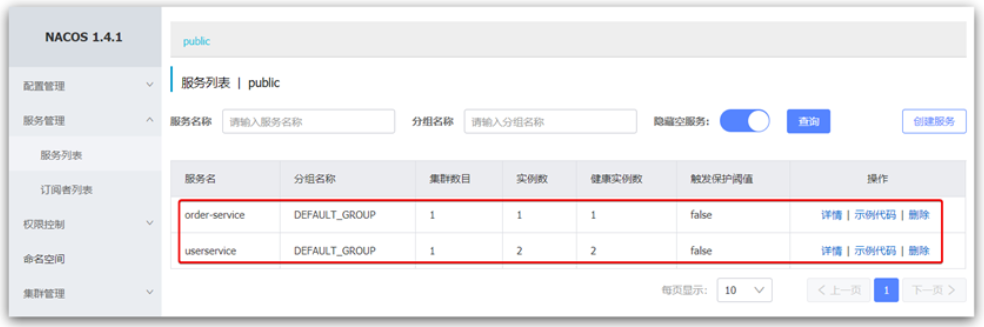 NACOS 1.4.1
配置管理
服务管理
服务列表
订阅者列表
权限控制
命名空间
集群管理
public
服务列表 | public
服务名称 请输入服务名称 分组名称 请输入分组名称 隐藏空服务: 查询 创建服务
服务名 分组名称 集群数目 实例数 健康实例数 触发保护阈值 操作
order-service DEFAULT_GROUP 1 1 1 false 详情 | 示例代码 | 删除
userservice DEFAULT_GROUP 1 2 2 false 详情 | 示例代码 | 删除
每页显示: 10 < 上一页 1 下一页 >